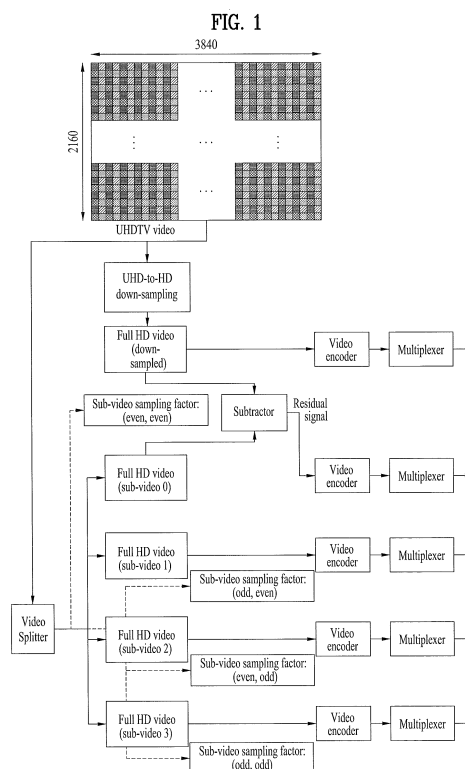 FIG. 1
3840
2160
...
...
...
UHDTV video
UHD-to-HD
down-sampling
Full HD video
(down-
sampled)
Video
encoder
Multiplexer
Sub-video sampling factor:
(even, even)
Subtractor
Residual
signal
Full HD video
(sub-video 0)
Video
encoder
Multiplexer
Full HD video
(sub-video 1)
Video
encoder
Multiplexer
Sub-video sampling factor:
(odd, even)
Video
Splitter
Full HD video
(sub-video 2)
Video
encoder
Multiplexer
Sub-video sampling factor:
(even, odd)
Full HD video
(sub-video 3)
Video
encoder
Multiplexer
Sub-video sampling factor:
(odd, odd)